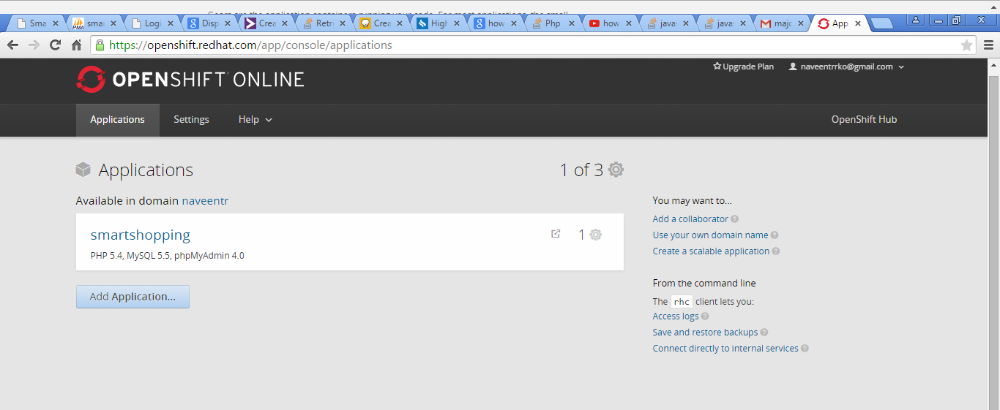 Sma
smar
Logi
Disp
Crea
Retri
Crea
High
how
Php
how
javas
javas
majo
App
https://openshift.redhat.com/app/console/applications
OPENSHIFT ONLINE
Upgrade Plan
naveentrrko@gmail.com
Applications
Settings
Help
OpenShift Hub
Applications
1 of 3
Available in domain naveentr
smartshopping
1
PHP 5.4, MySQL 5.5, phpMyAdmin 4.0
Add Application...
You may want to...
Add a collaborator ?
Use your own domain name ?
Create a scalable application ?
From the command line
The rhc client lets you:
Access logs ?
Save and restore backups ?
Connect directly to internal services ?